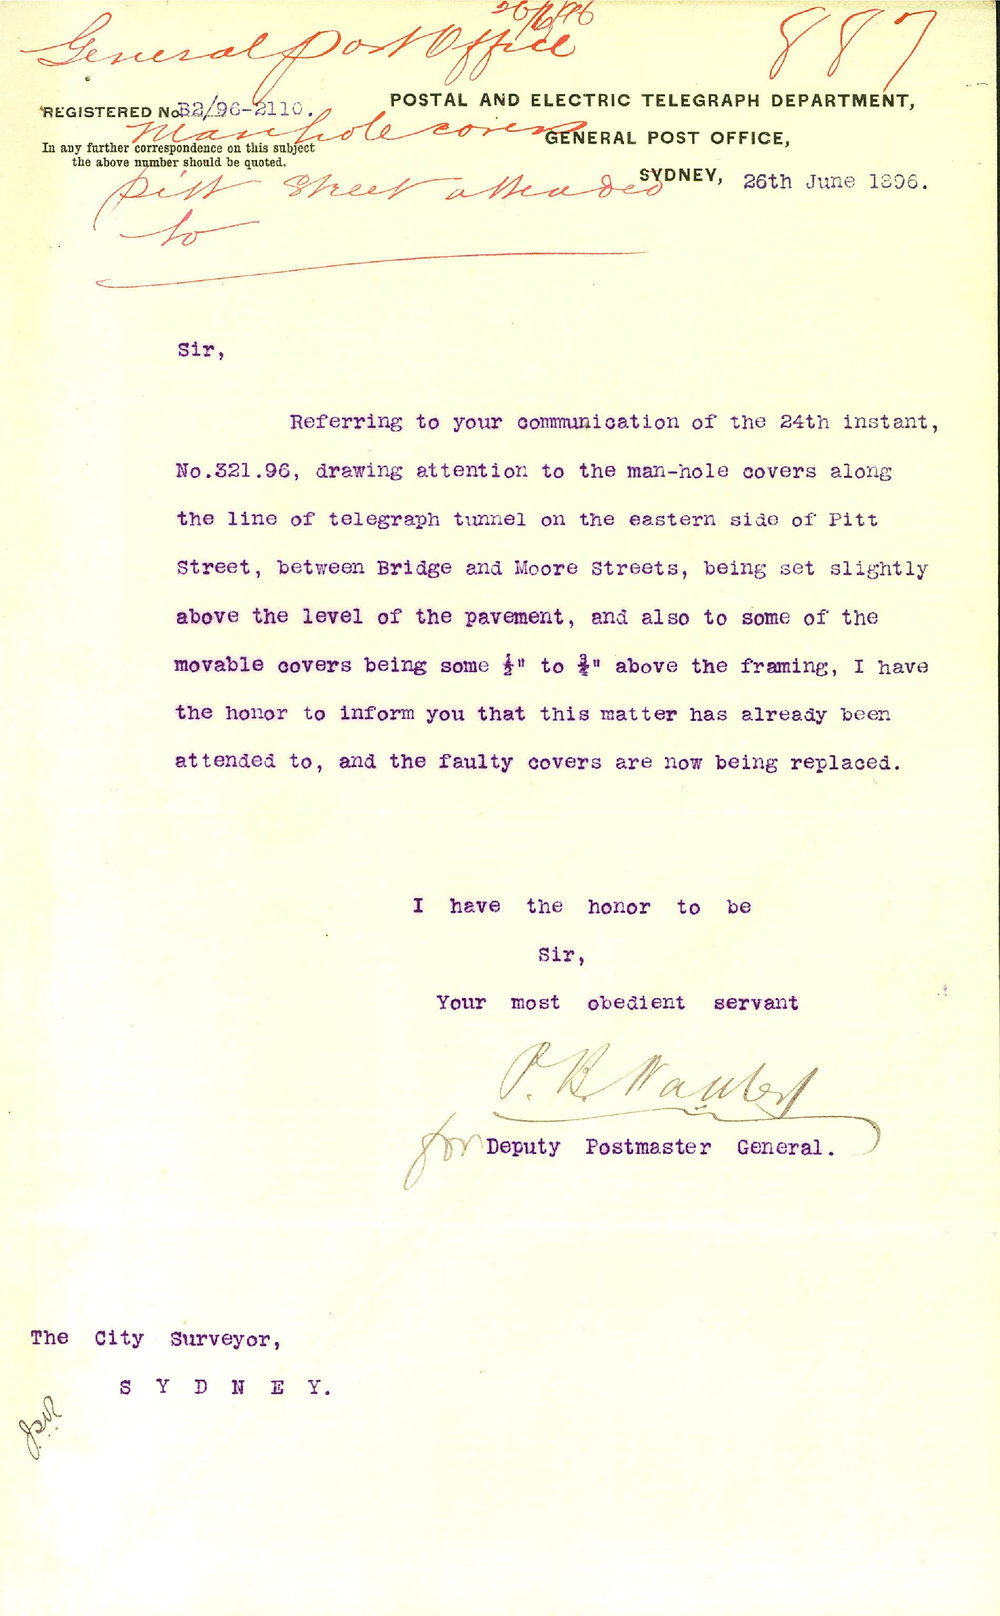 26/6/96
General Post Office
887
REGISTERED No. B2/96-2110.
POSTAL AND ELECTRIC TELEGRAPH DEPARTMENT,
Manhole covers
GENERAL POST OFFICE,
In any further correspondence on this subject
the above number should be quoted.
SYDNEY, 26th June 1896.
Pitt Street attended
to
Sir,
Referring to your communication of the 24th instant,
No.321.96, drawing attention to the man-hole covers along
the line of telegraph tunnel on the eastern side of Pitt
Street, between Bridge and Moore Streets, being set slightly
above the level of the pavement, and also to some of the
movable covers being some ½" to ¾" above the framing, I have
the honor to inform you that this matter has already been
attended to, and the faulty covers are now being replaced.
I have the honor to be
Sir,
Your most obedient servant
for Deputy Postmaster General.
The City Surveyor,
SYDNEY.